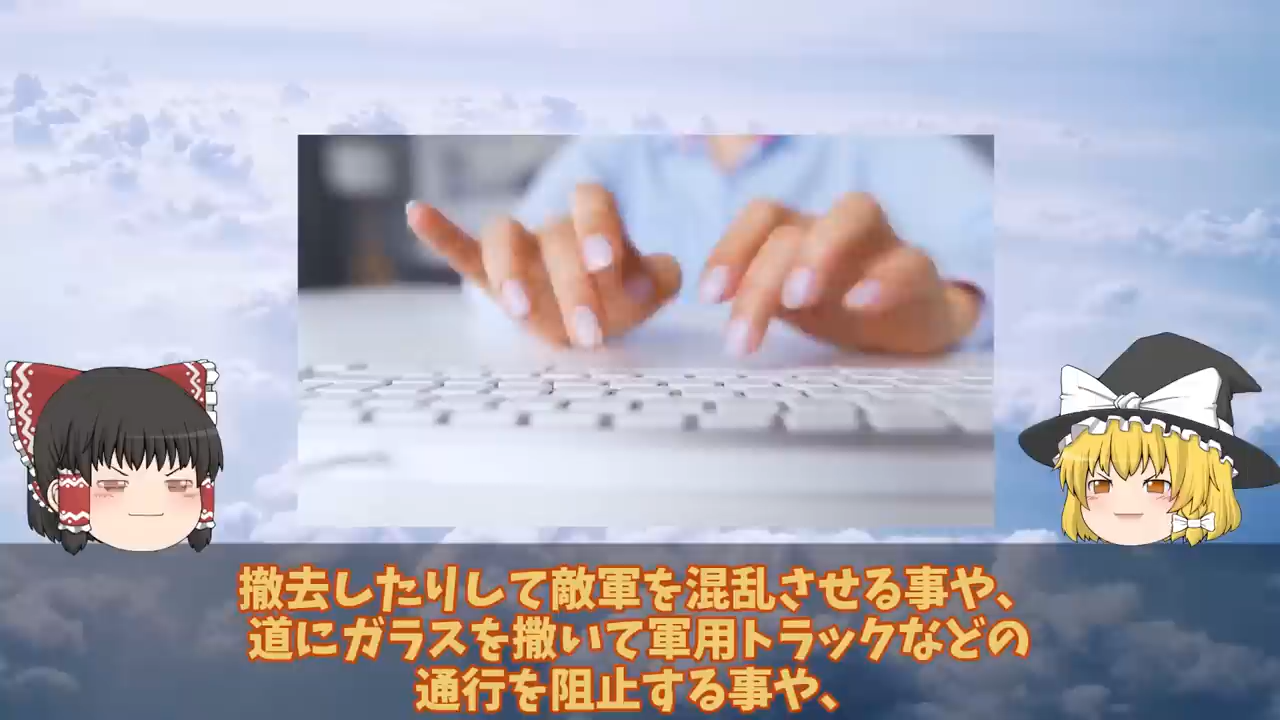 撤去したりして敵軍を混乱させる事や、
道にガラスを撒いて軍用トラックなどの
通行を阻止する事や、